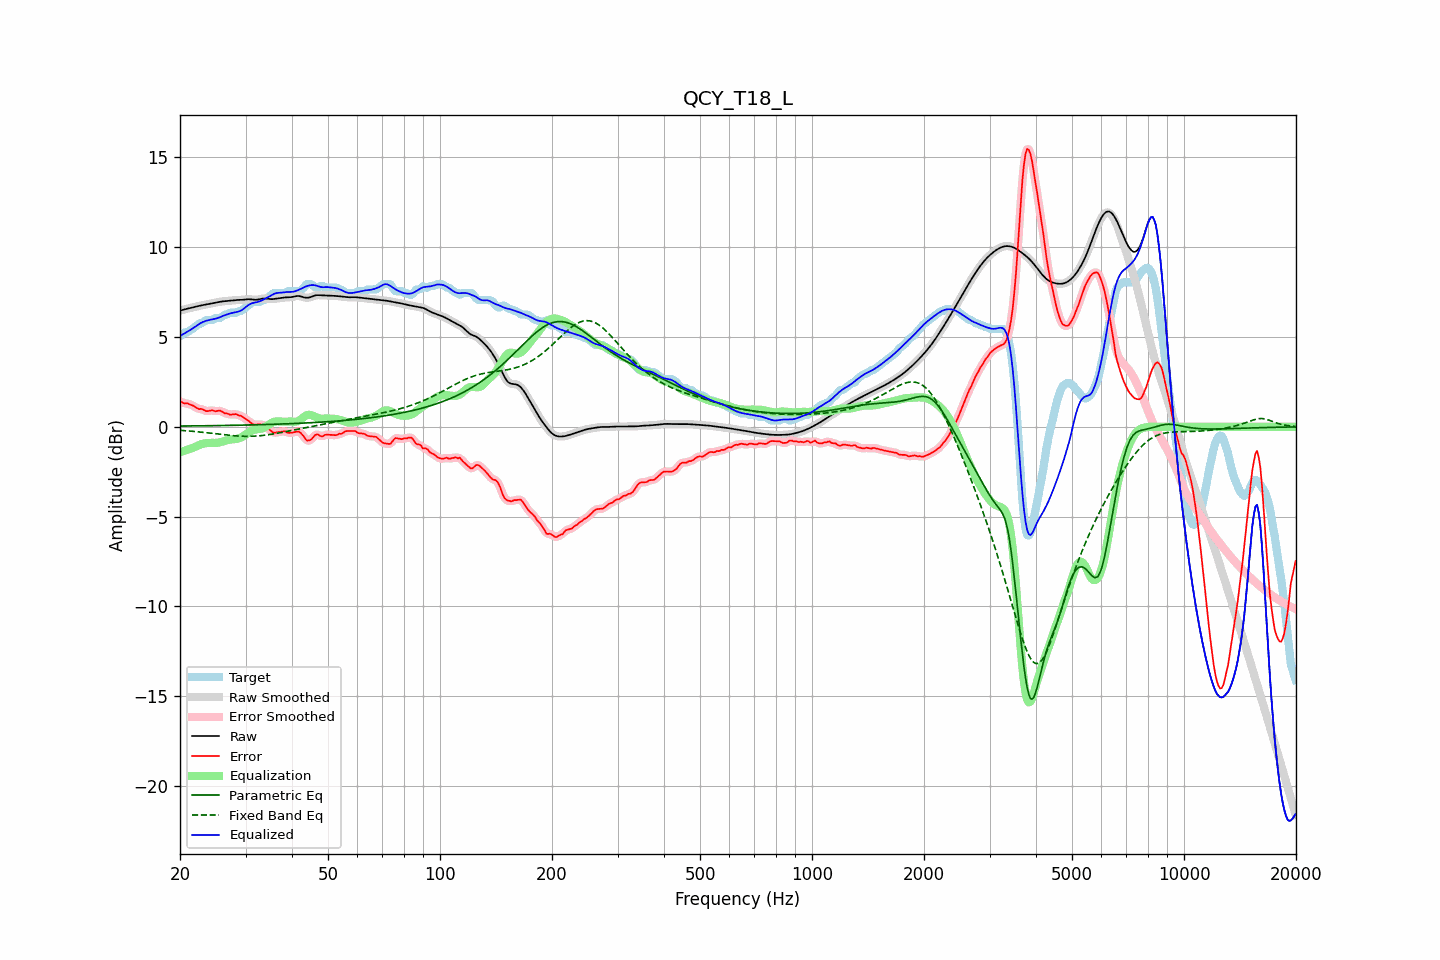 QCY_T18_L
Amplitude (dBr)
15
10
5
0
−5
−10
−15
−20
Target
Raw Smoothed
Error Smoothed
Raw
Error
Equalization
Parametric Eq
Fixed Band Eq
Equalized
20 50 100 200 500 1000 2000 5000 10000 20000
Frequency (Hz)